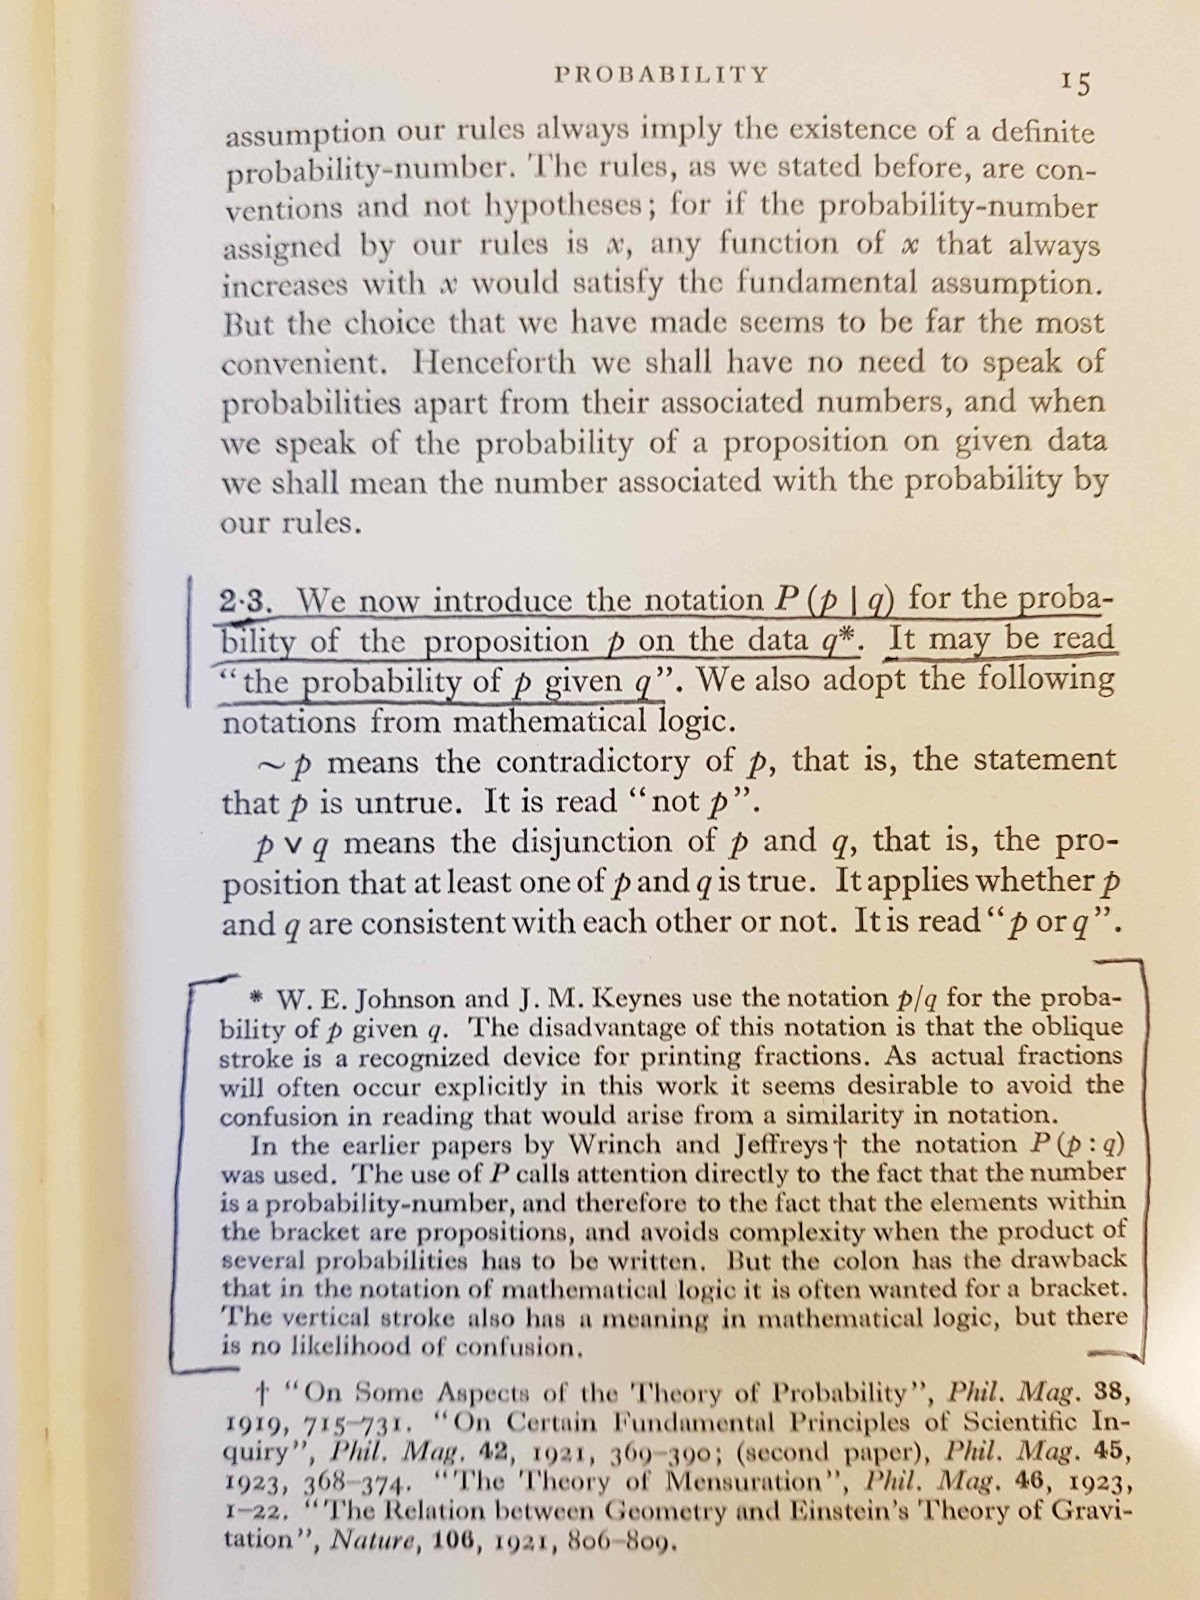 PROBABILITY 15
assumption our rules always imply the existence of a definite
probability-number. The rules, as we stated before, are con-
ventions and not hypotheses; for if the probability-number
assigned by our rules is x, any function of x that always
increases with x would satisfy the fundamental assumption.
But the choice that we have made seems to be far the most
convenient. Henceforth we shall have no need to speak of
probabilities apart from their associated numbers, and when
we speak of the probability of a proposition on given data
we shall mean the number associated with the probability by
our rules.
2·3. We now introduce the notation P (p | q) for the proba-
bility of the proposition p on the data q*. It may be read
“the probability of p given q”. We also adopt the following
notations from mathematical logic.
~p means the contradictory of p, that is, the statement
that p is untrue. It is read “not p”.
p ∨ q means the disjunction of p and q, that is, the pro-
position that at least one of p and q is true. It applies whether p
and q are consistent with each other or not. It is read “p or q”.
* W. E. Johnson and J. M. Keynes use the notation p/q for the proba-
bility of p given q. The disadvantage of this notation is that the oblique
stroke is a recognized device for printing fractions. As actual fractions
will often occur explicitly in this work it seems desirable to avoid the
confusion in reading that would arise from a similarity in notation.
In the earlier papers by Wrinch and Jeffreys† the notation P (p : q)
was used. The use of P calls attention directly to the fact that the number
is a probability-number, and therefore to the fact that the elements within
the bracket are propositions, and avoids complexity when the product of
several probabilities has to be written. But the colon has the drawback
that in the notation of mathematical logic it is often wanted for a bracket.
The vertical stroke also has a meaning in mathematical logic, but there
is no likelihood of confusion.
† “On Some Aspects of the Theory of Probability”, Phil. Mag. 38,
1919, 715–731. “On Certain Fundamental Principles of Scientific In-
quiry”, Phil. Mag. 42, 1921, 369–390; (second paper), Phil. Mag. 45,
1923, 368–374. “The Theory of Mensuration”, Phil. Mag. 46, 1923,
1–22. “The Relation between Geometry and Einstein’s Theory of Gravi-
tation”, Nature, 106, 1921, 806–809.